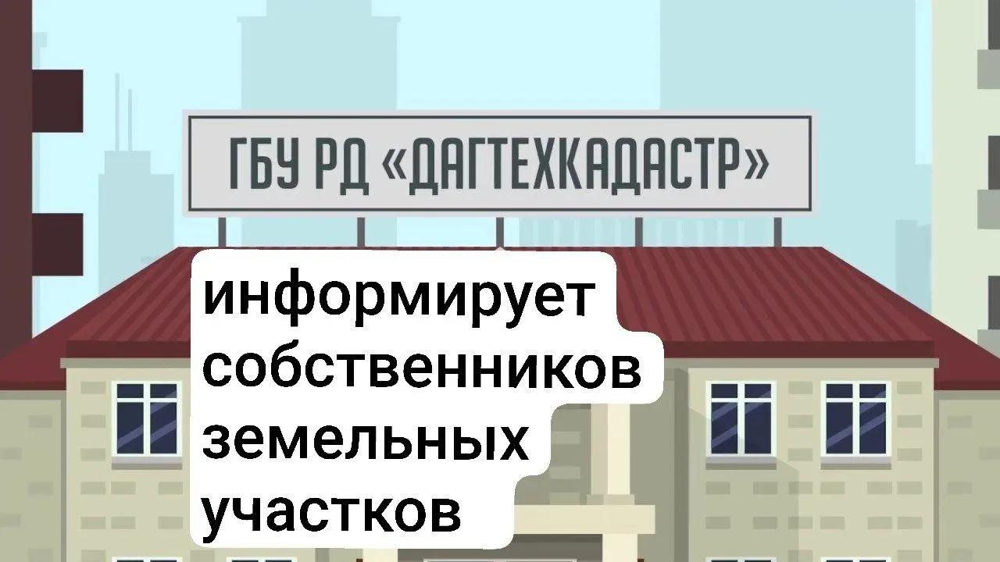 ГБУ РД «ДАГТЕХКАДАСТР»
информирует
собственников
земельных
участков